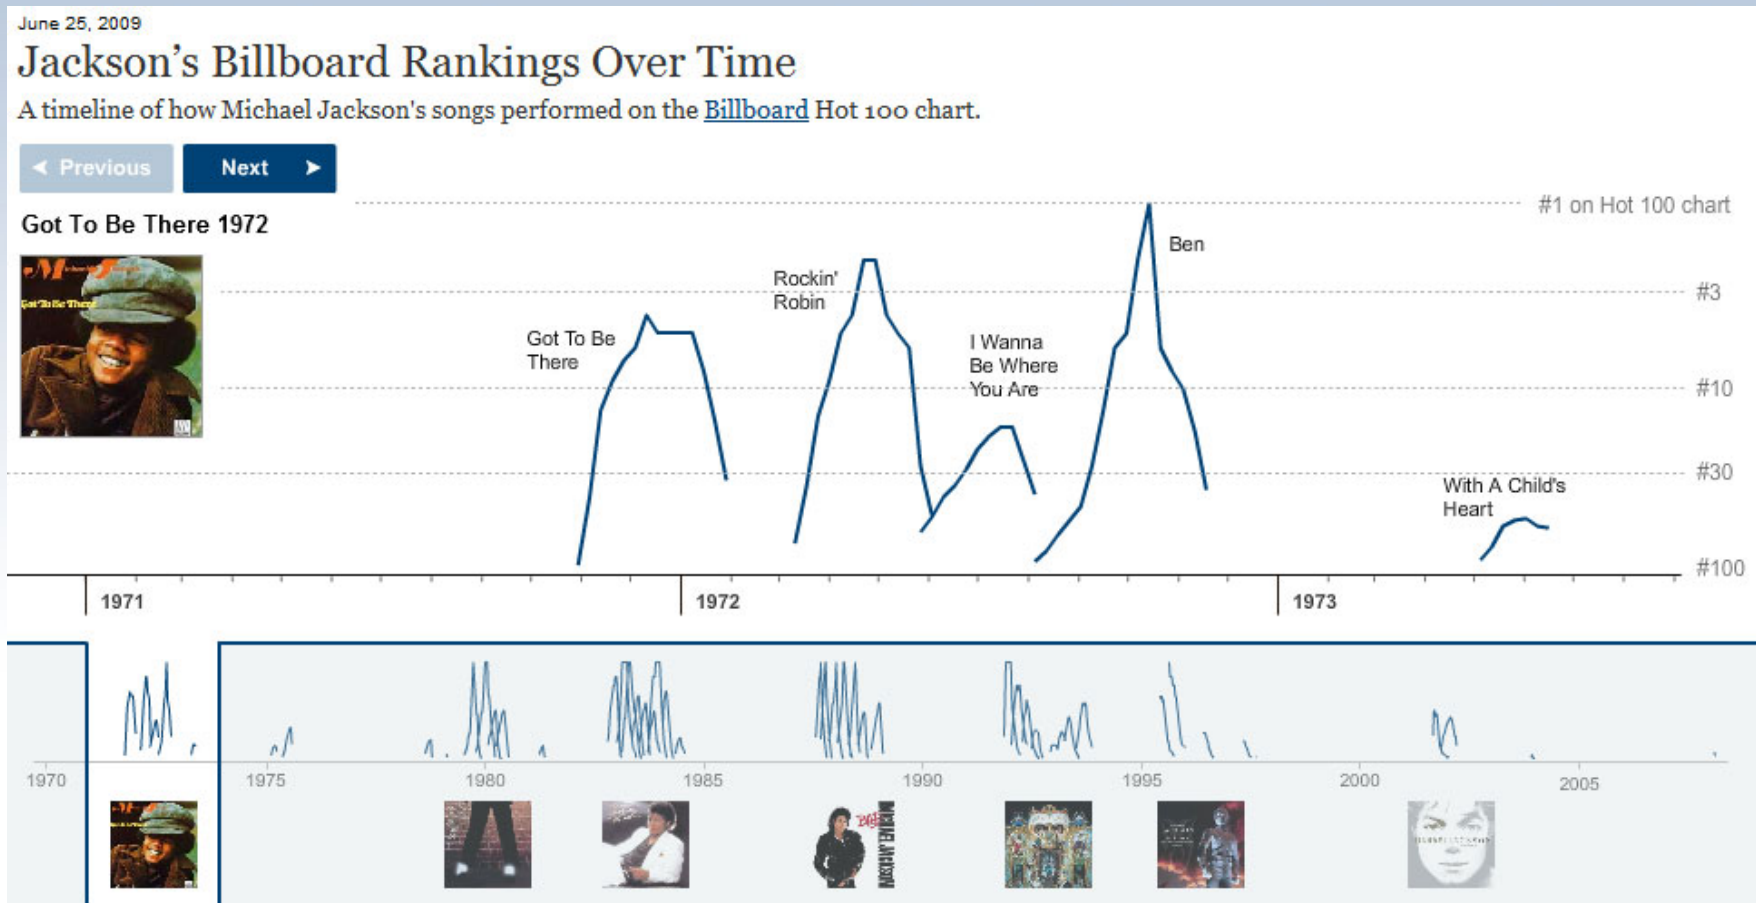 June 25, 2009
Jackson's Billboard Rankings Over Time
A timeline of how Michael Jackson's songs performed on the Billboard Hot 100 chart.
◄ Previous
Next ➤
Got To Be There 1972
#1 on Hot 100 chart
Ben
Rockin'
Robin
#3
Got To Be
There
I Wanna
Be Where
You Are
#10
#30
With A Child's
Heart
#100
1971
1972
1973
1970
1975
1980
1985
1990
1995
2000
2005